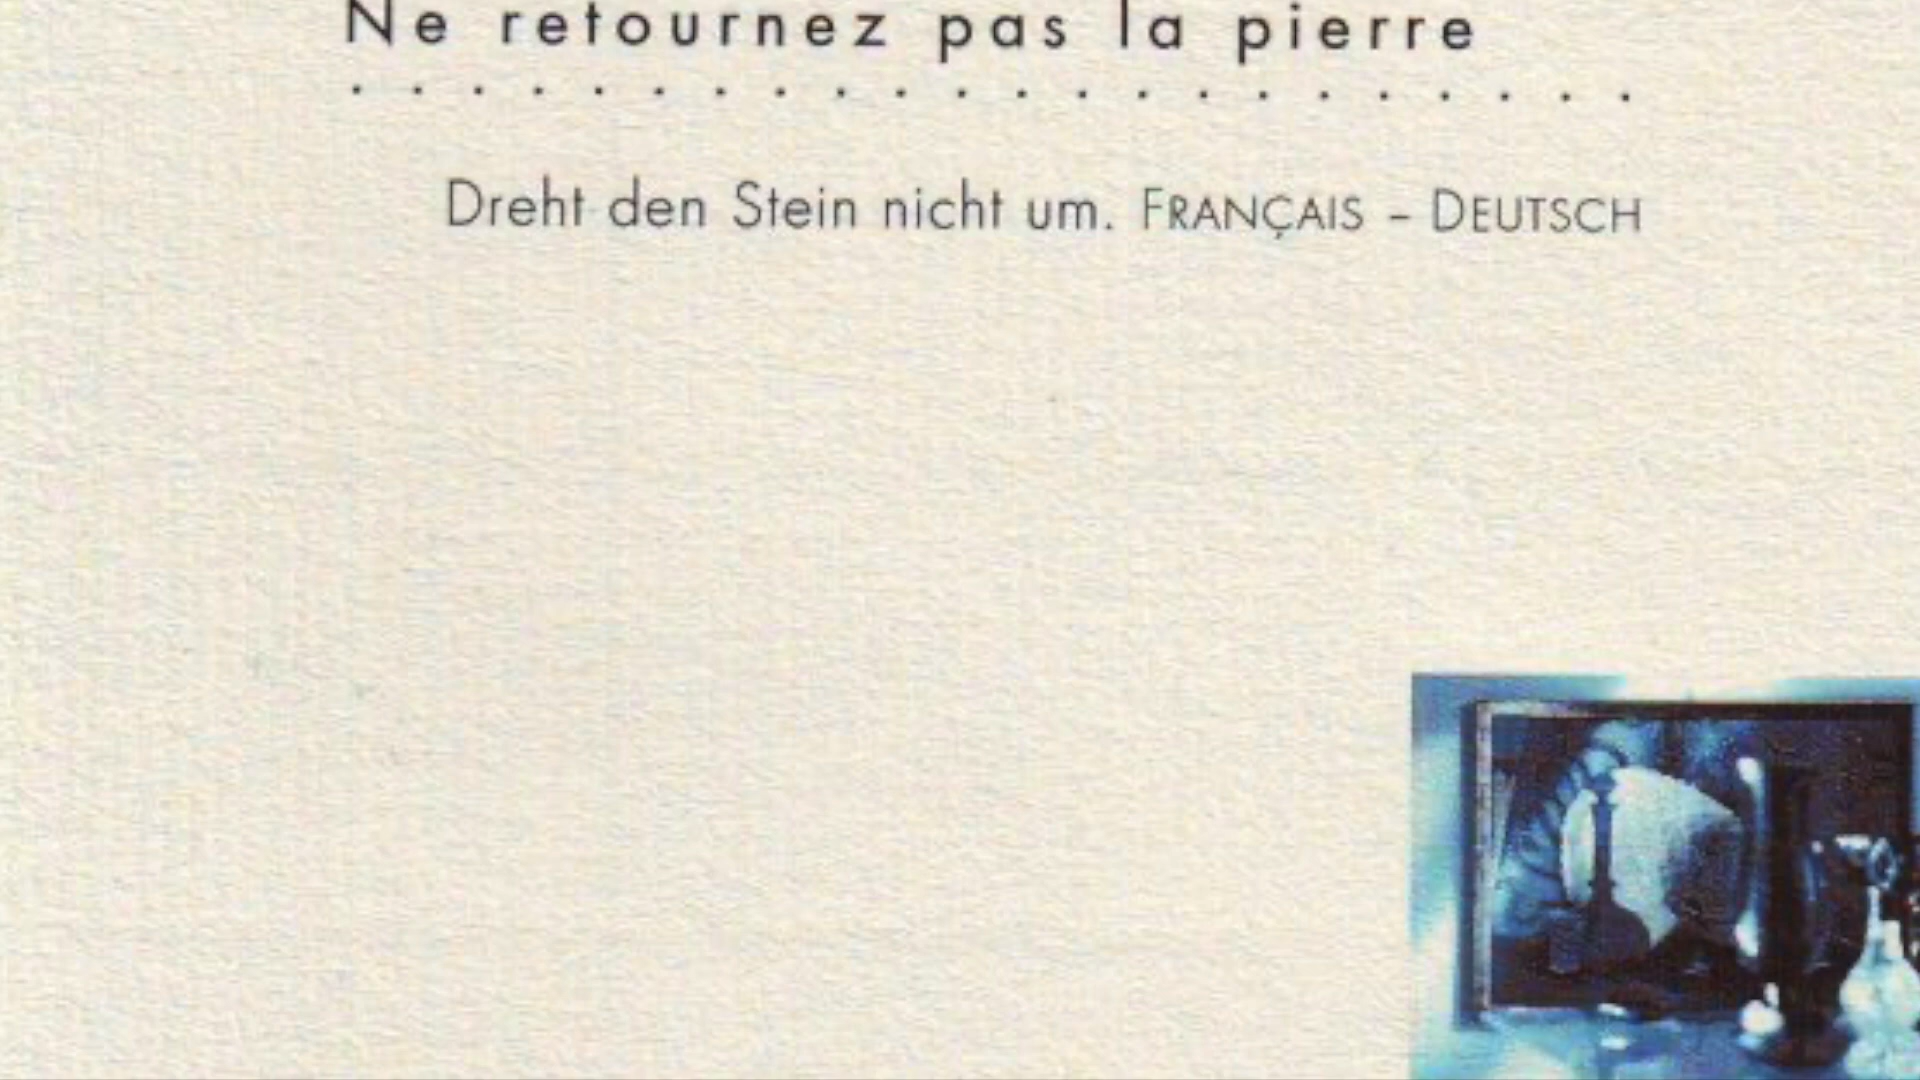 Ne retournez pas la pierre
Dreht den Stein nicht um. FRANÇAIS – DEUTSCH